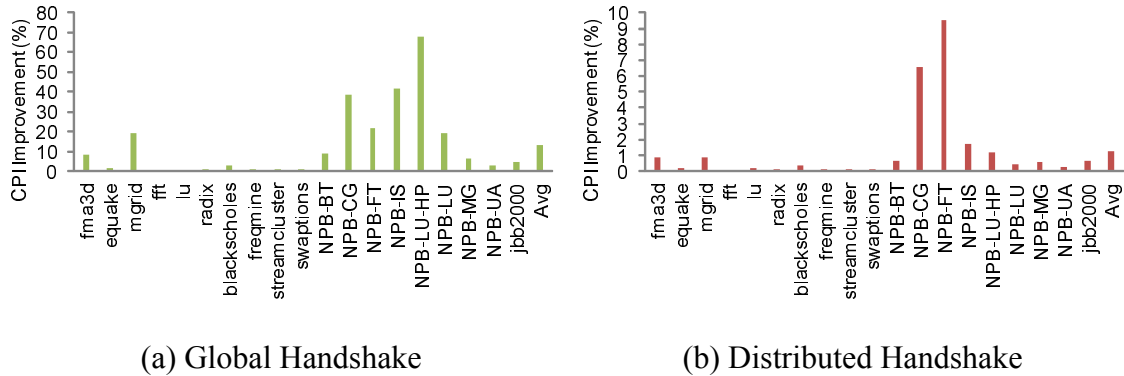 CPI Improvement (%)
80
70
60
50
40
30
20
10
0
fma3d
equake
mgrid
fft
lu
radix
blackscholes
freqmine
streamcluster
swaptions
NPB-BT
NPB-CG
NPB-FT
NPB-IS
NPB-LU-HP
NPB-LU
NPB-MG
NPB-UA
jbb2000
Avg
(a) Global Handshake
CPI Improvement (%)
10
9
8
7
6
5
4
3
2
1
0
fma3d
equake
mgrid
fft
lu
radix
blackscholes
freqmine
streamcluster
swaptions
NPB-BT
NPB-CG
NPB-FT
NPB-IS
NPB-LU-HP
NPB-LU
NPB-MG
NPB-UA
jbb2000
Avg
(b) Distributed Handshake